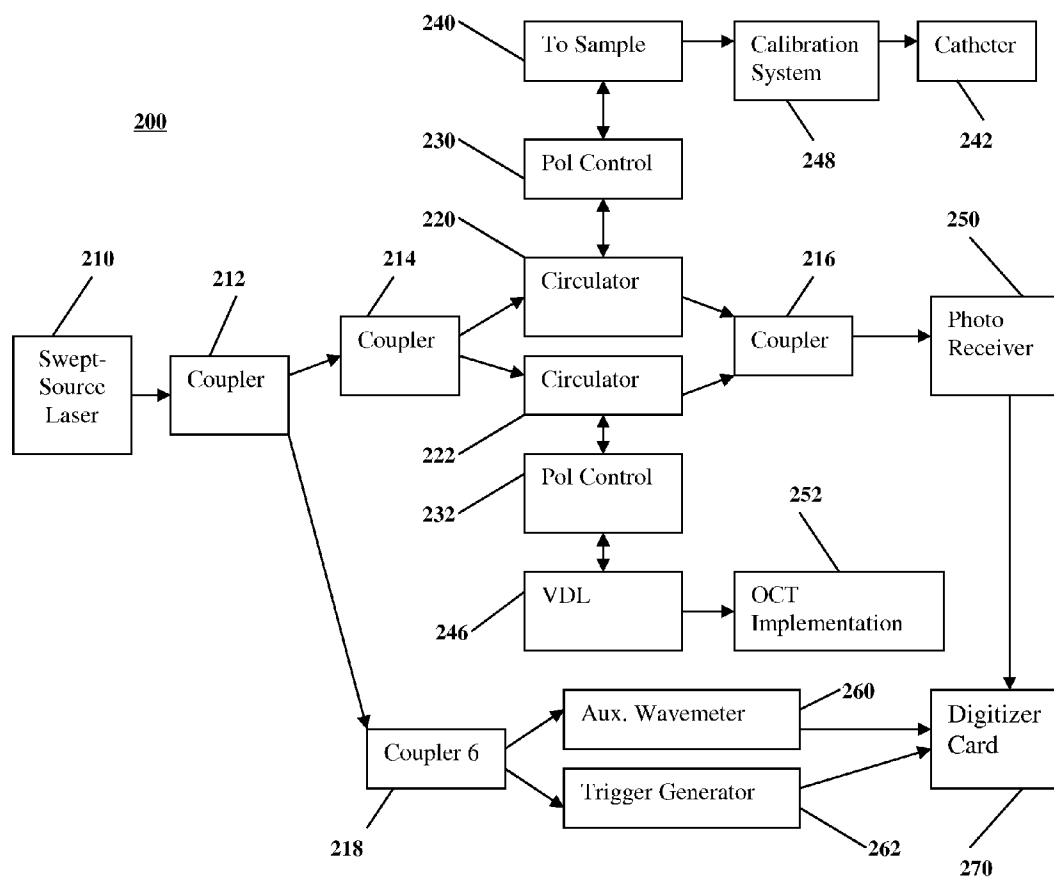 240
To Sample
Calibration
System
Catheter
200
230
248
242
Pol Control
220
250
210
212
214
Circulator
216
Swept-
Source
Laser
Coupler
Coupler
Coupler
Photo
Receiver
Circulator
222
Pol Control
232
252
VDL
OCT
Implementation
246
260
Aux. Wavemeter
Digitizer
Card
Coupler 6
Trigger Generator
218
262
270